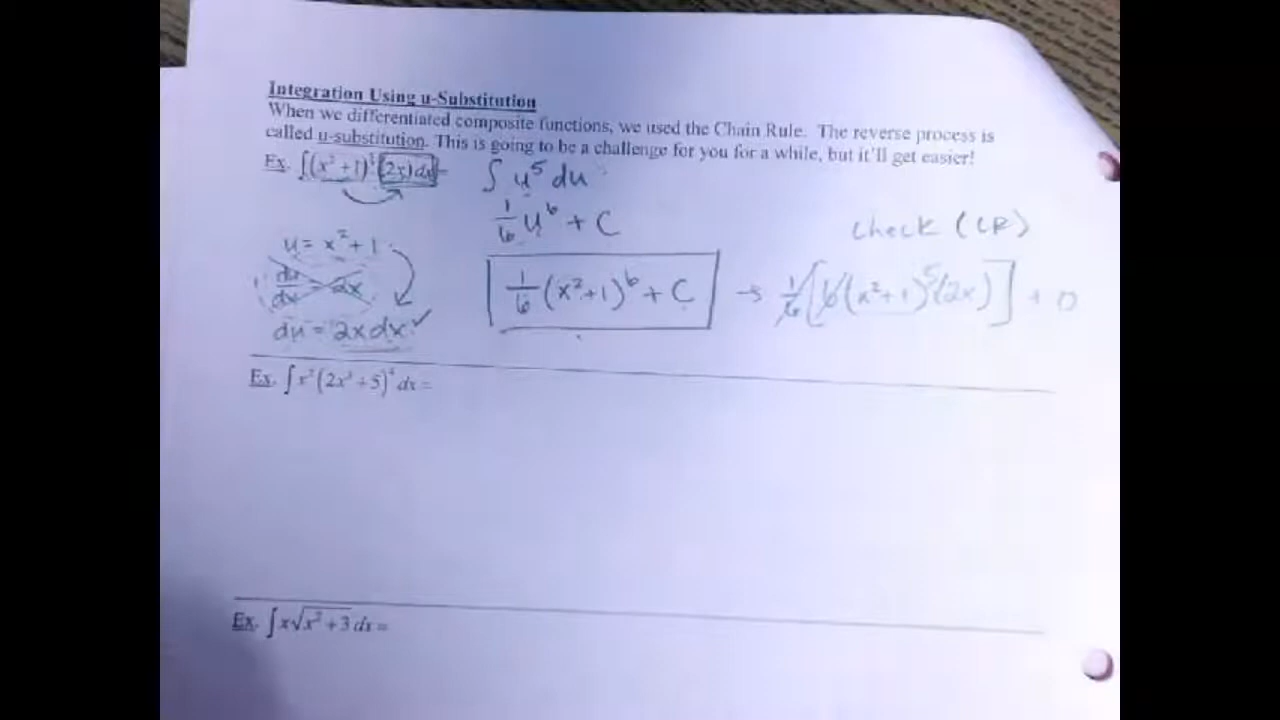 Integration Using u-Substitution
When we differentiated composite functions, we used the Chain Rule. The reverse process is
called u-substitution. This is going to be a challenge for you for a while, but it'll get easier!
Ex. ∫(x² + 1)⁵(2x)dx=
∫ u⁵ du
1/6 u⁶ + C
u = x² + 1
du/dx = 2x
du = 2x dx ✓
1/6 (x²+1)⁶ + C →
check (CR)
1/6 [6(x²+1)⁵(2x)] + 0
Ex. ∫x²(2x³ + 5)⁴ dx =
Ex. ∫x√x² + 3 dx =